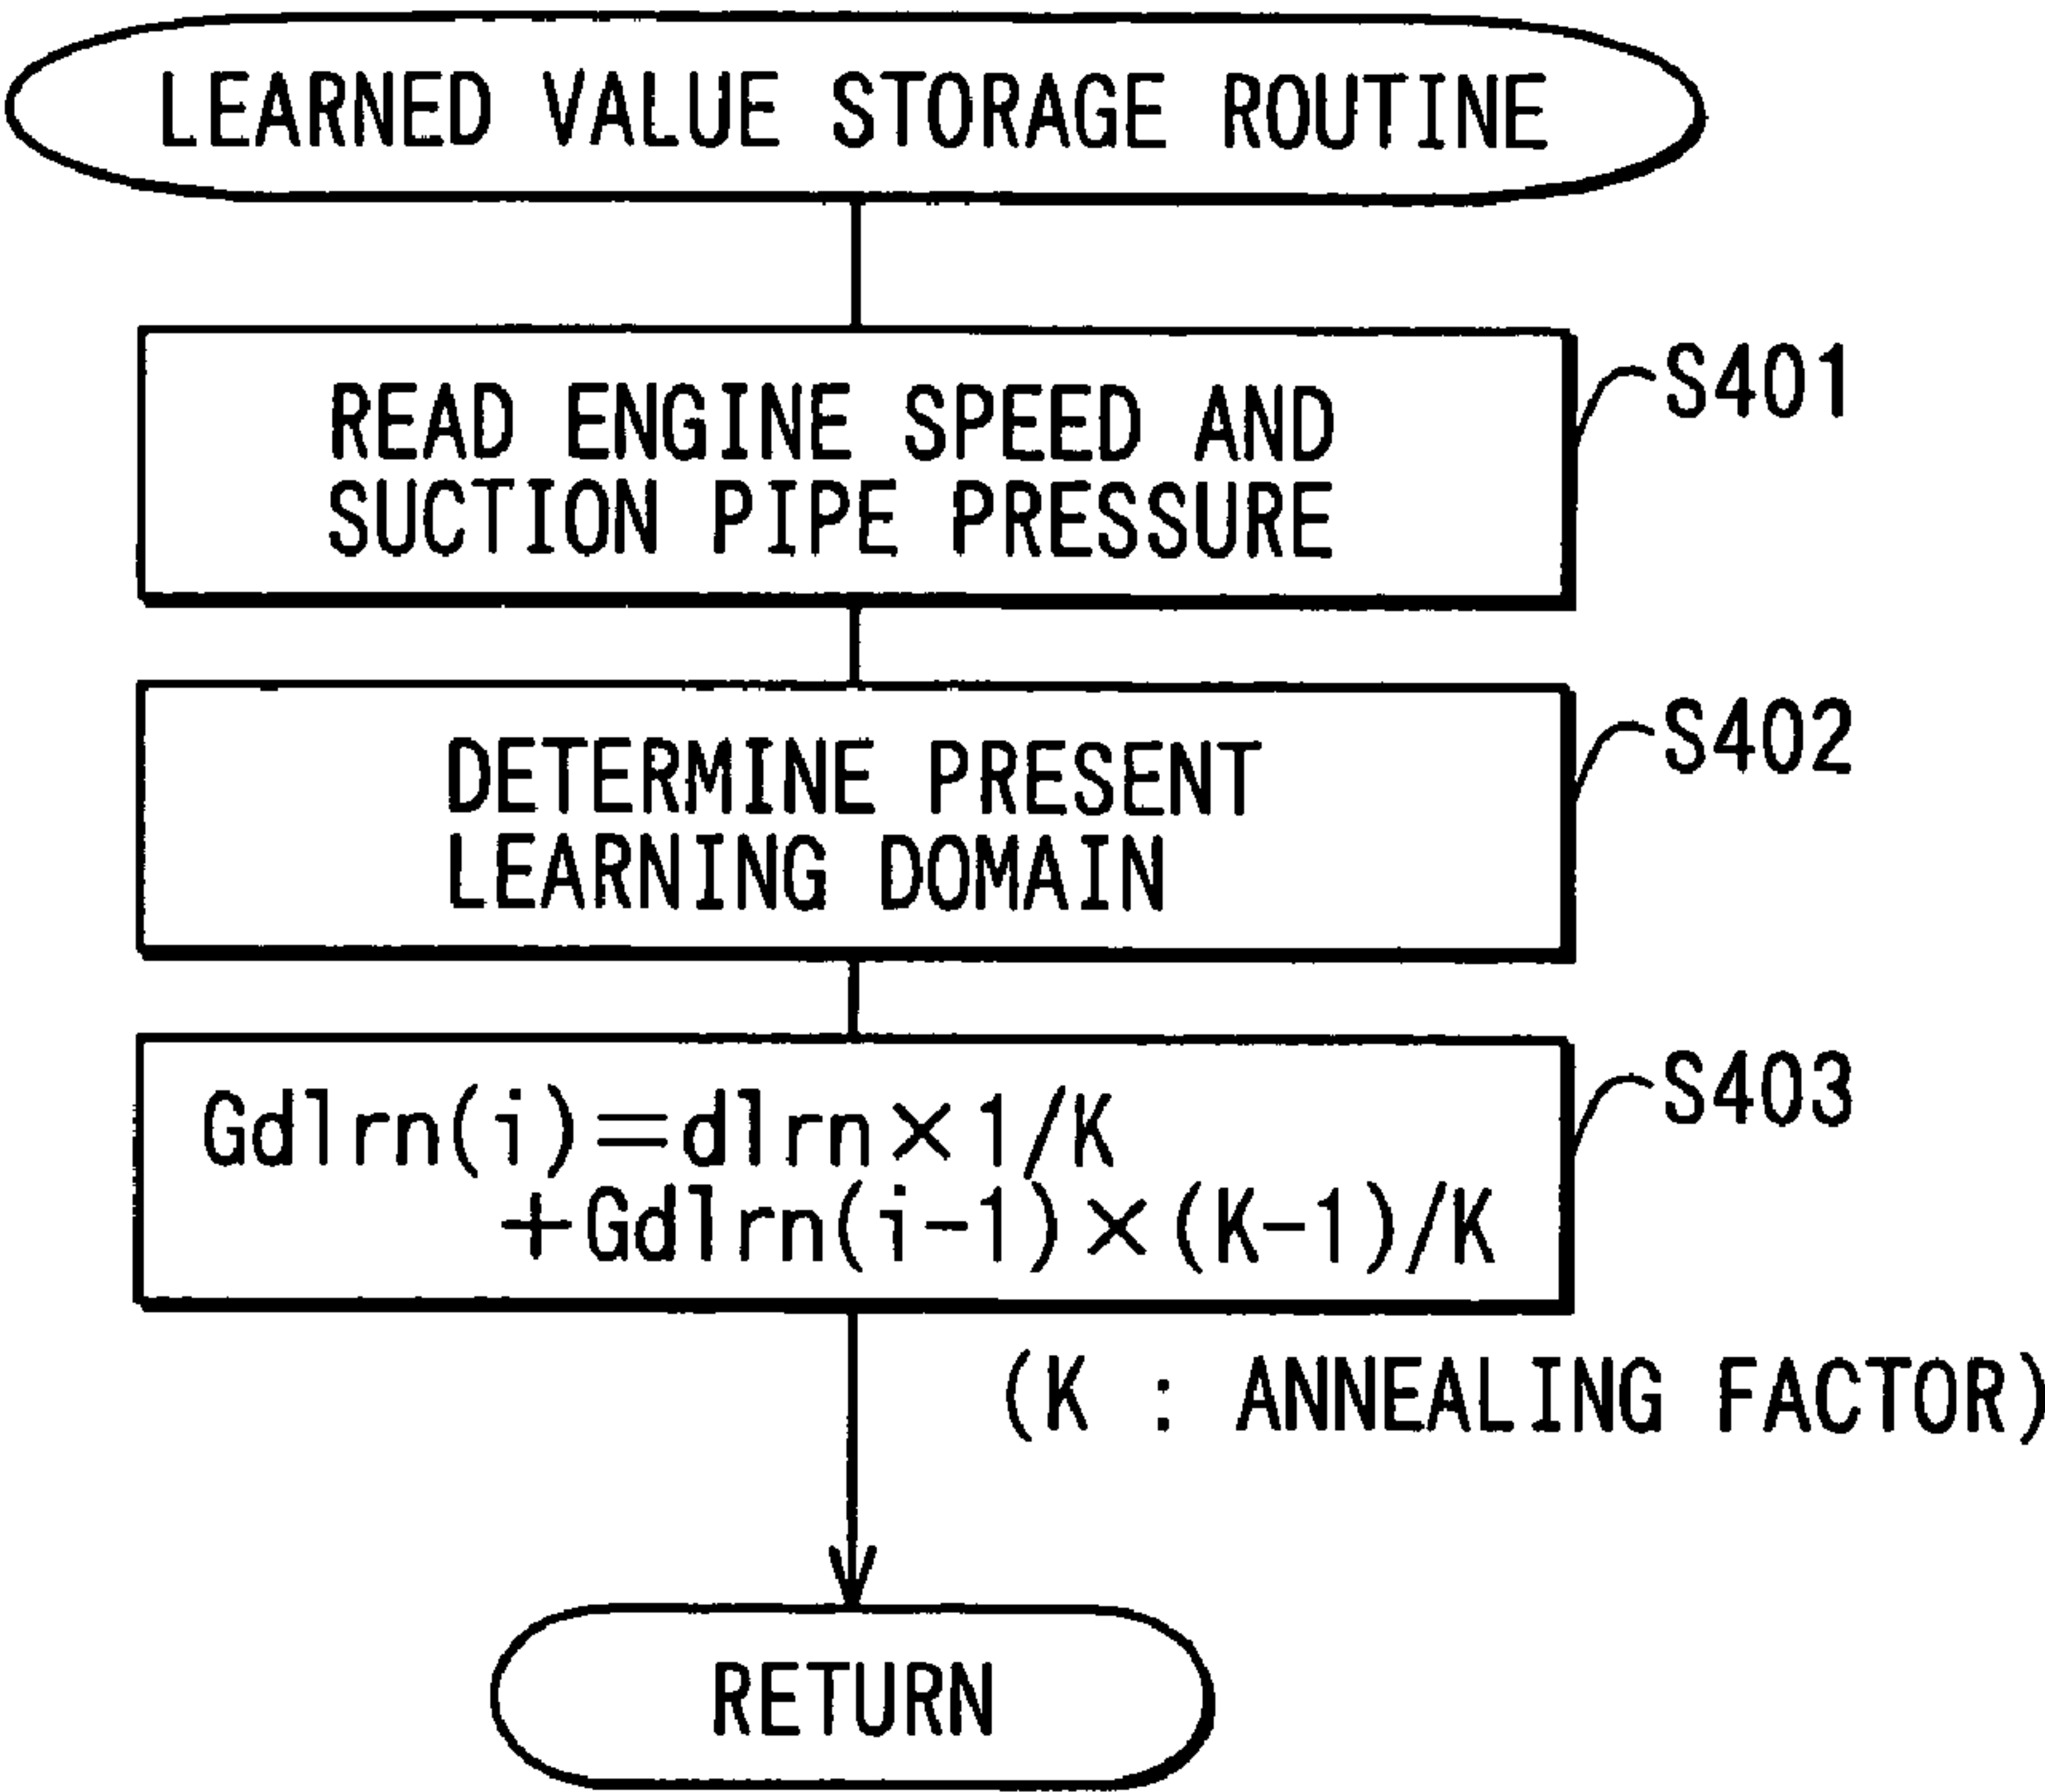 LEARNED VALUE STORAGE ROUTINE
READ ENGINE SPEED AND
SUCTION PIPE PRESSURE
S401
DETERMINE PRESENT
LEARNING DOMAIN
S402
Gdlrn(i)=dlrn×1/K
+Gdlrn(i-1)×(K-1)/K
S403
(K : ANNEALING FACTOR)
RETURN